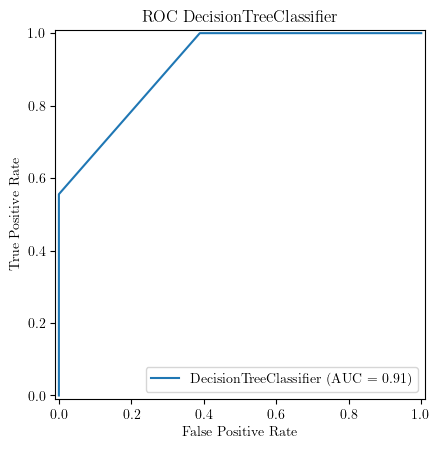 ROC DecisionTreeClassifier
True Positive Rate
1.0
0.8
0.6
0.4
0.2
0.0
DecisionTreeClassifier (AUC = 0.91)
0.0 0.2 0.4 0.6 0.8 1.0
False Positive Rate